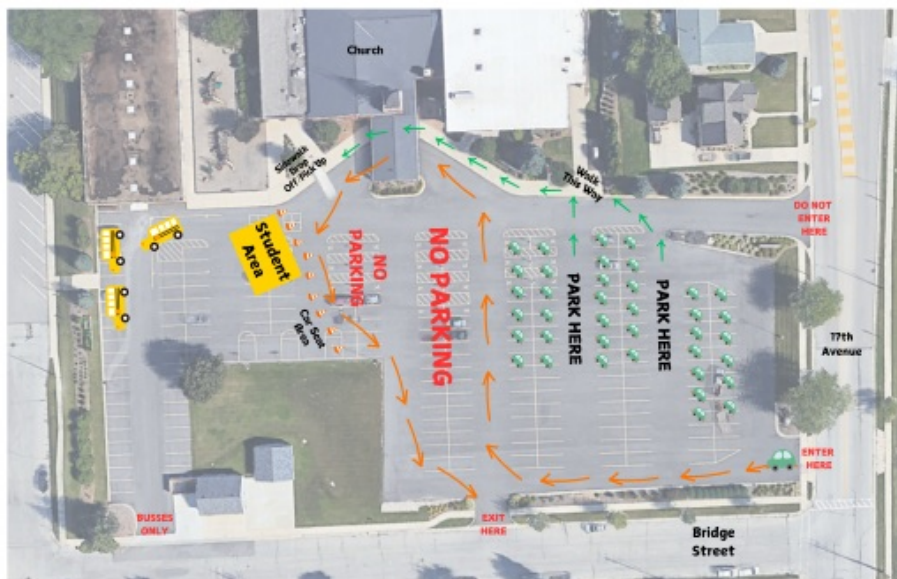 Church
Sidewalk
Drop
Off Pick Up
Walk
This Way
DO NOT
ENTER
HERE
Student
Area
NO
PARKING
NO PARKING
PARK HERE
PARK HERE
Car Seat
Area
77th
Avenue
ENTER
HERE
BUSSES
ONLY
EXIT
HERE
Bridge
Street